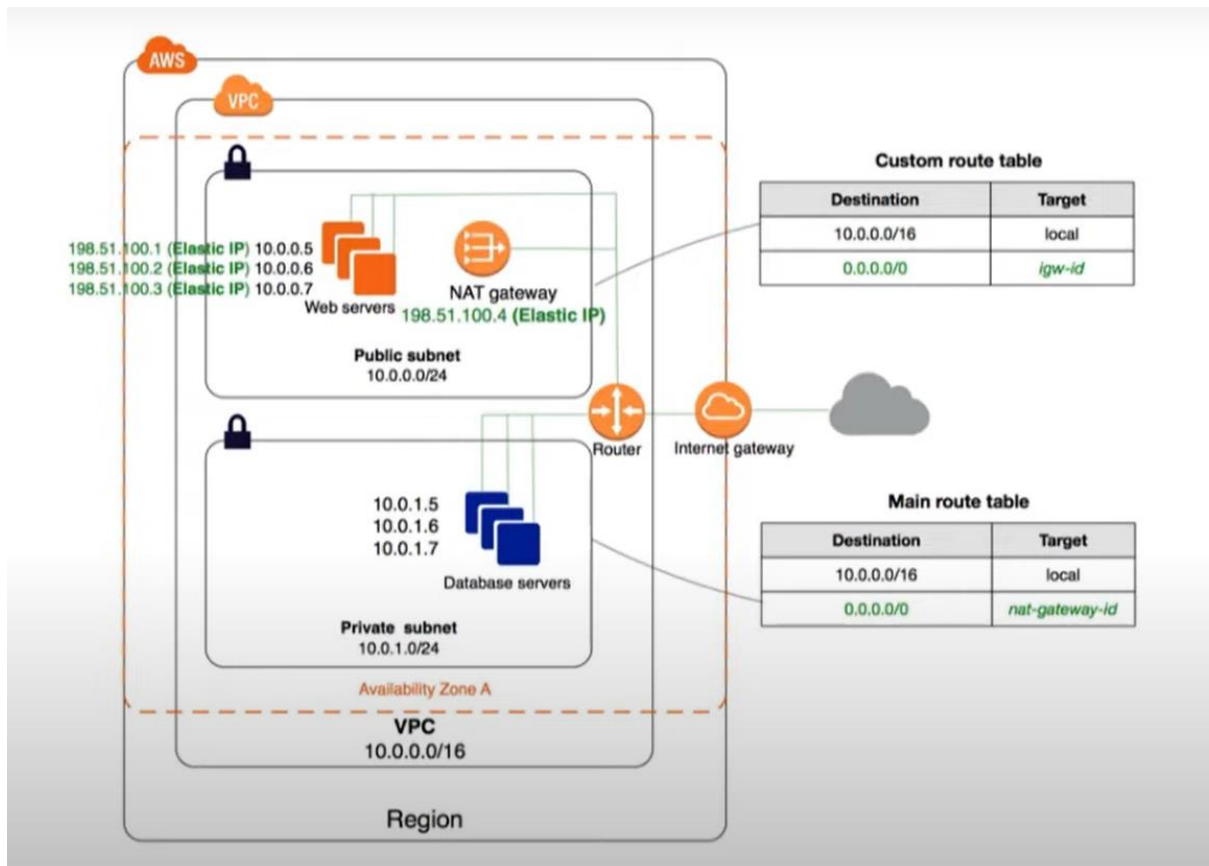 AWS
VPC
Custom route table
Destination Target
10.0.0.0/16 local
0.0.0.0/0 igw-id
198.51.100.1 (Elastic IP) 10.0.0.5
198.51.100.2 (Elastic IP) 10.0.0.6
198.51.100.3 (Elastic IP) 10.0.0.7
Web servers
NAT gateway
198.51.100.4 (Elastic IP)
Public subnet
10.0.0.0/24
Router
Internet gateway
10.0.1.5
10.0.1.6
10.0.1.7
Database servers
Private subnet
10.0.1.0/24
Main route table
Destination Target
10.0.0.0/16 local
0.0.0.0/0 nat-gateway-id
Availability Zone A
VPC
10.0.0.0/16
Region